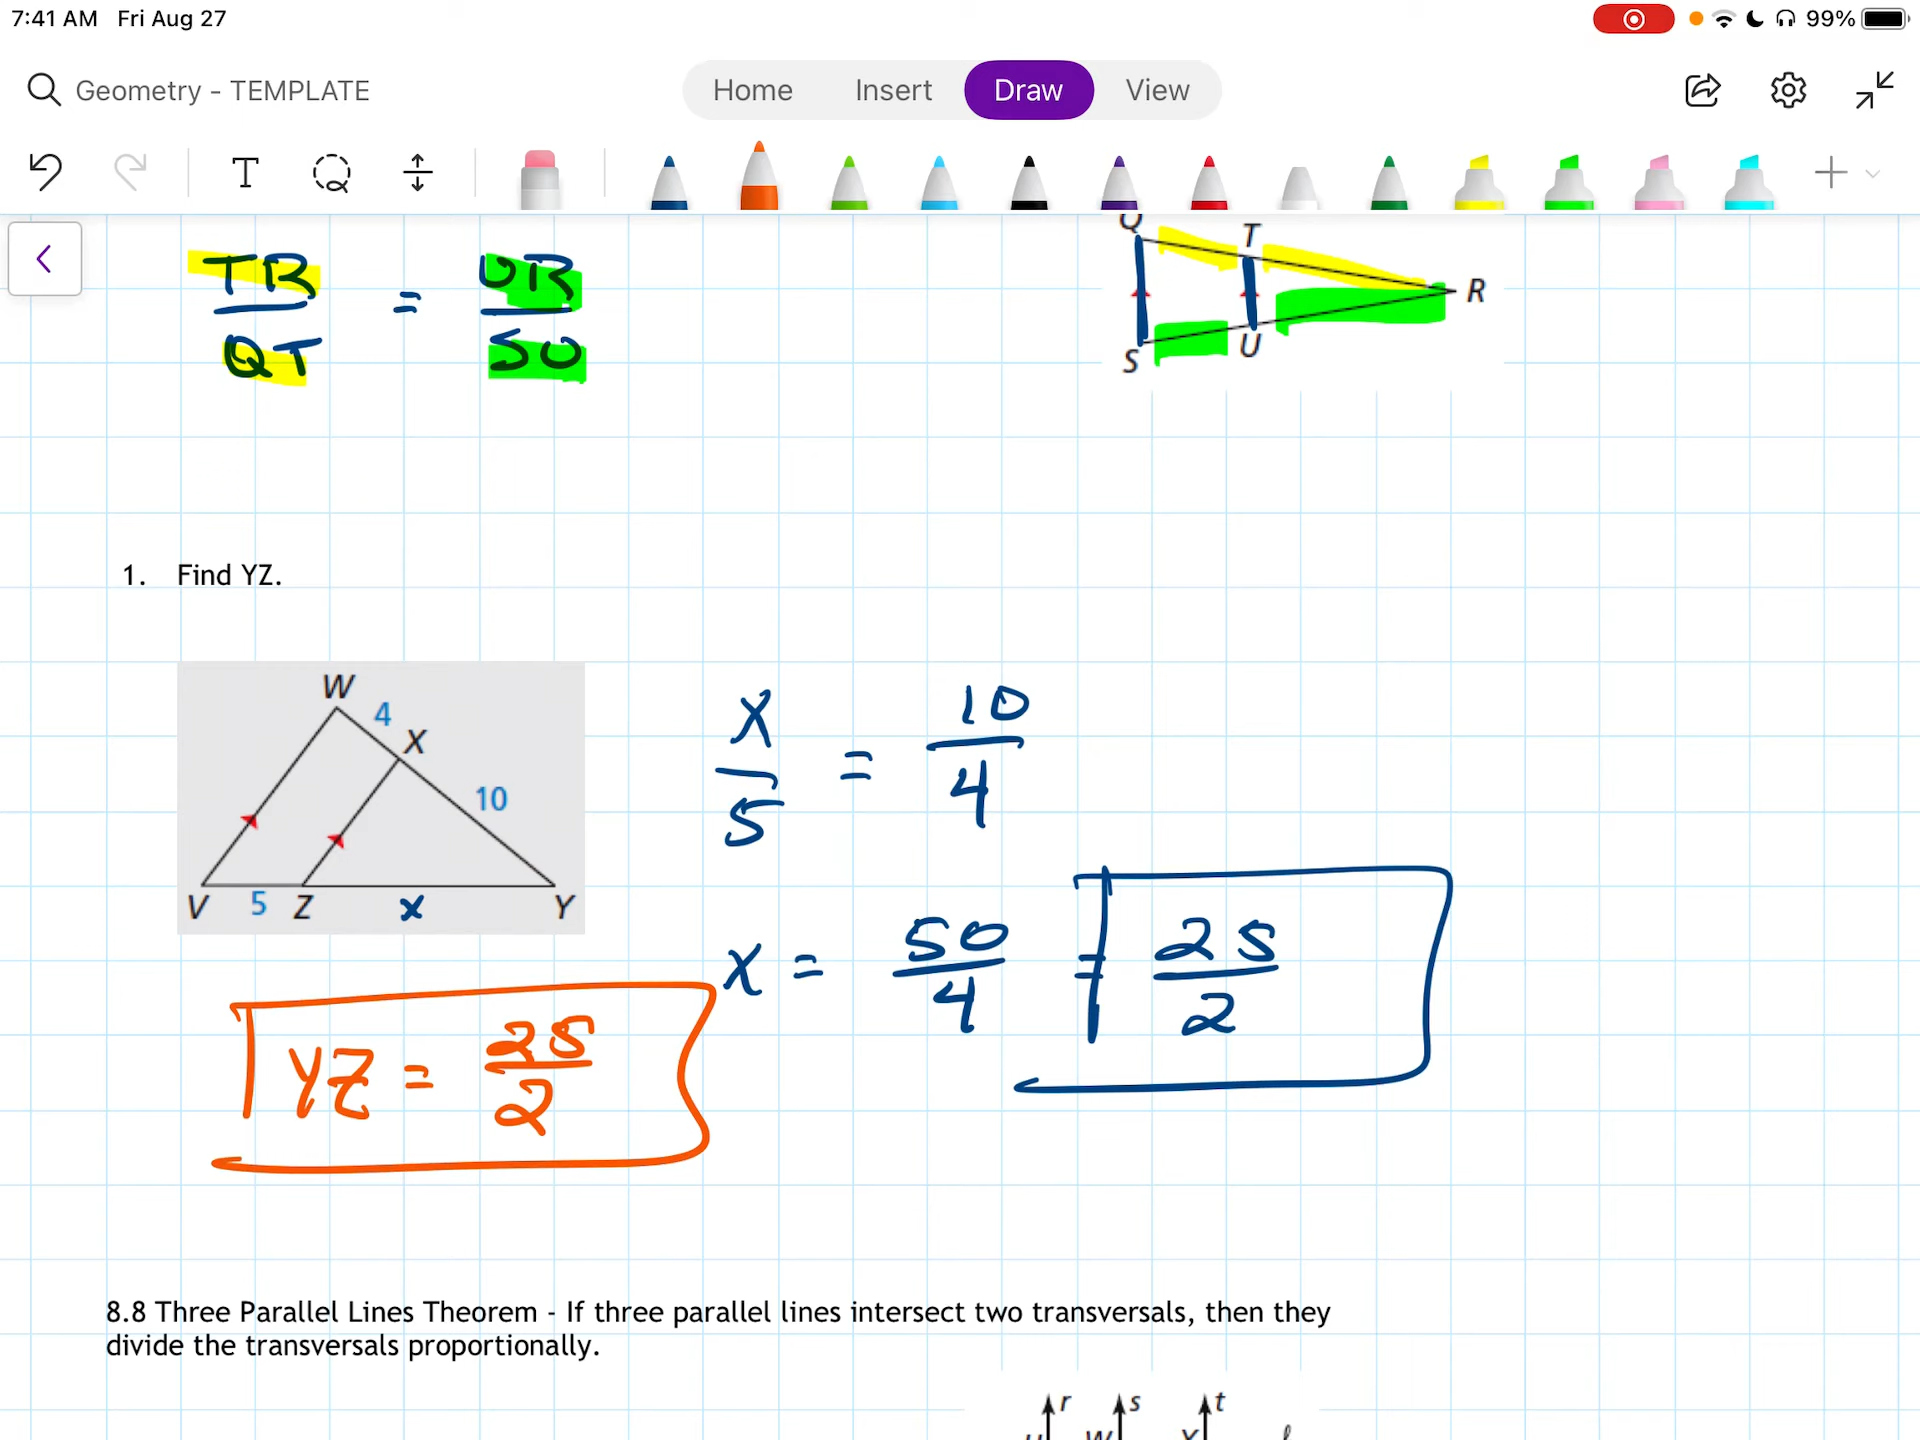 7:41 AM Fri Aug 27 99%
Geometry - TEMPLATE Home Insert Draw View
T
TR = UR
QT SU
Q T R S U
1. Find YZ.
W 4 X 10 V 5 Z x Y
x = 10
5 4
x = 50 = 25
4 2
YZ = 25
2
8.8 Three Parallel Lines Theorem - If three parallel lines intersect two transversals, then they
divide the transversals proportionally.
r s t